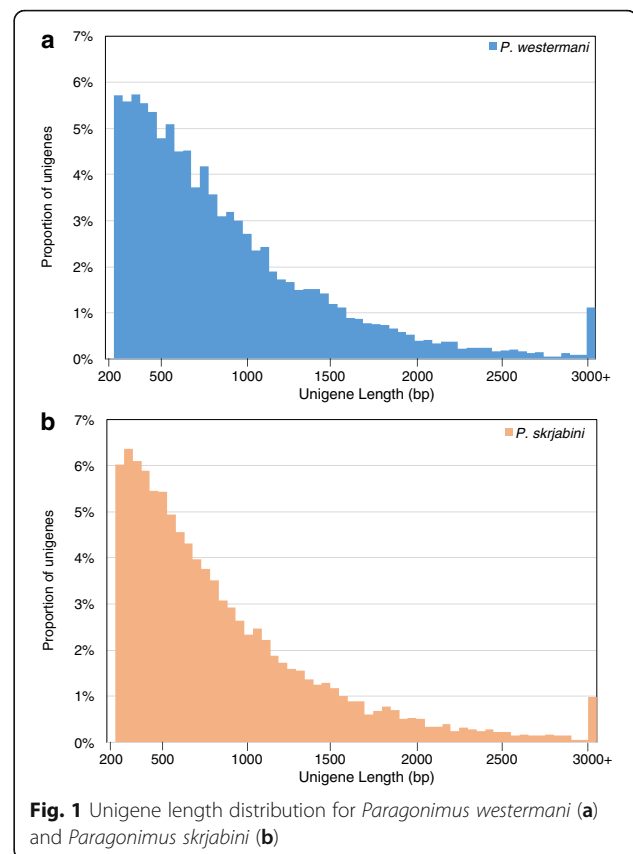 a
7%
P. westermani
6%
5%
4%
3%
2%
1%
0%
Proportion of unigenes
200 500 1000 1500 2000 2500 3000+
Unigene Length (bp)
b
7%
P. skrjabini
6%
5%
4%
3%
2%
1%
0%
Proportion of unigenes
200 500 1000 1500 2000 2500 3000+
Unigene Length (bp)
Fig. 1 Unigene length distribution for Paragonimus westermani (a)
and Paragonimus skrjabini (b)